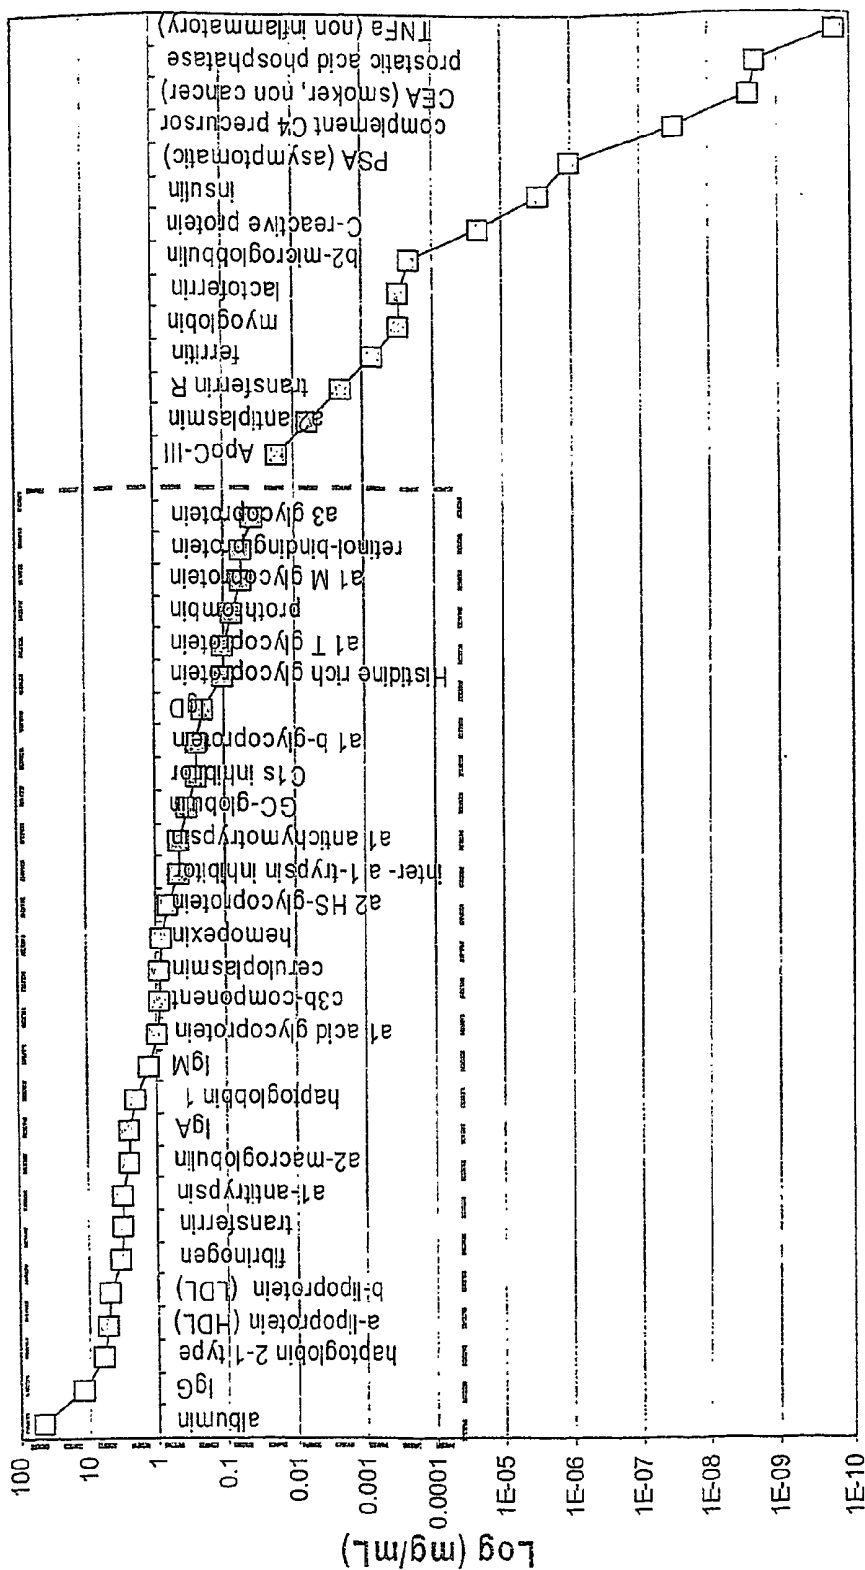 Log (mg/mL)
100
10
1
0.1
0.01
0.001
0.0001
1E-05
1E-06
1E-07
1E-08
1E-09
1E-10
albumin
IgG
haptoglobin 2-1 type
a-lipoprotein (HDL)
b-lipoprotein (LDL)
fibrinogen
transferrin
a1-antitrypsin
a2-macroglobulin
IgA
haptoglobbin 1
IgM
a1 acid glycoprotein
c3b-component
ceruloplasmin
hemopexin
a2 HS-glycoprotein
inter- a 1-trypsin inhibitor
a1 antichymotrypsin
GC-globulin
C1s inhibitor
a1 b-glycoprotein
IgD
Histidine rich glycoprotein
a1 T glycoprotein
prothrombin
a1 M glycoprotein
retinol-binding protein
a3 glycoprotein
ApoC-III
a antiplasmin
transferrin R
ferritin
myoglobin
lactoferrin
b2-microglobbulin
C-reactive protein
insulin
PSA (asymptomatic)
complement C4 precursor
CEA (smoker, non cancer)
prostatic acid phosphatase
TNFa (non inflammatory)